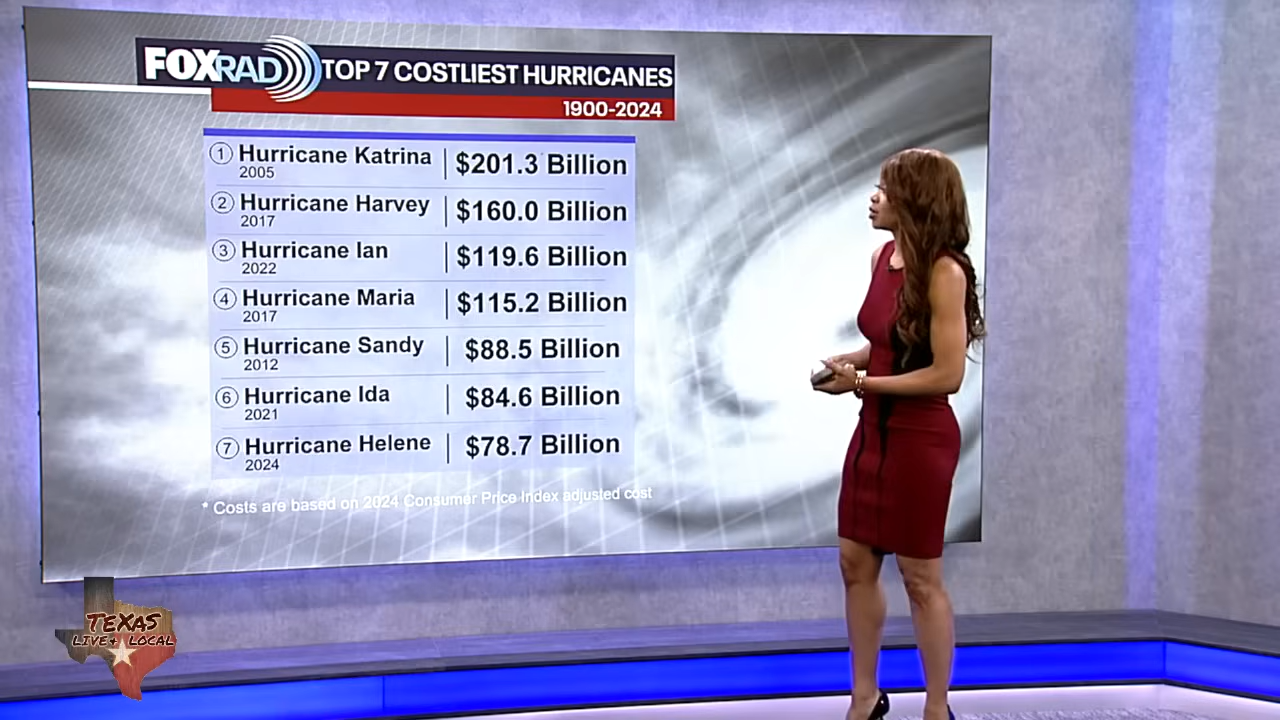 FOXRAD TOP 7 COSTLIEST HURRICANES
1900-2024
1 Hurricane Katrina $201.3 Billion
2005
2 Hurricane Harvey $160.0 Billion
2017
3 Hurricane Ian $119.6 Billion
2022
4 Hurricane Maria $115.2 Billion
2017
5 Hurricane Sandy $88.5 Billion
2012
6 Hurricane Ida $84.6 Billion
2021
7 Hurricane Helene $78.7 Billion
2024
* Costs are based on 2024 Consumer Price Index adjusted cost
TEXAS
LIVE+ LOCAL